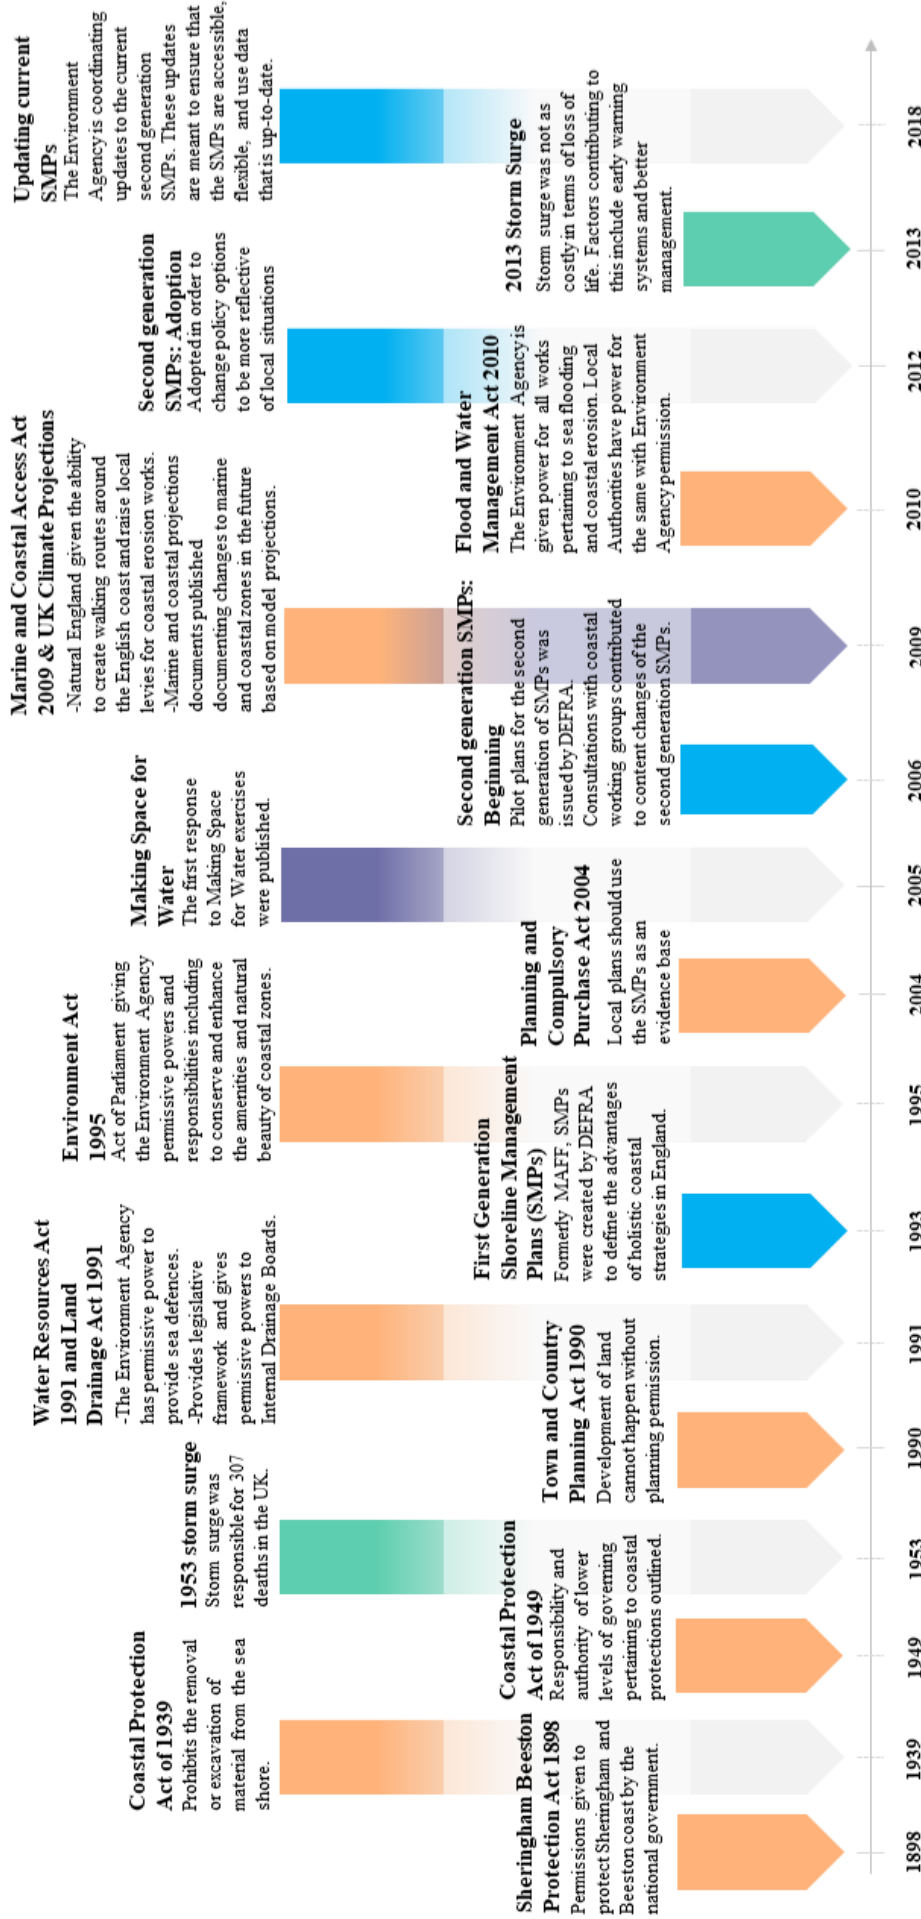 Sheringham Beeston
Protection Act 1898
Permissions given to
protect Sheringham and
Beeston coast by the
national government.
Coastal Protection
Act of 1939
Prohibits the removal
or excavation of
material from the sea
shore.
Coastal Protection
Act of 1949
Responsibility and
authority of lower
levels of governing
pertaining to coastal
protections outlined.
1953 storm surge
Storm surge was
responsible for 307
deaths in the UK.
Town and Country
Planning Act 1990
Development of land
cannot happen without
planning permission.
Water Resources Act
1991 and Land
Drainage Act 1991
-The Environment Agency
has permissive power to
provide sea defences.
-Provides legislative
framework and gives
permissive powers to
Internal Drainage Boards.
First Generation
Shoreline Management
Plans (SMPs)
Formerly MAFF, SMPs
were created by DEFRA
to define the advantages
of holistic coastal
strategies in England.
Environment Act
1995
Act of Parliament giving
the Environment Agency
permissive powers and
responsibilities including
to conserve and enhance
the amenities and natural
beauty of coastal zones.
Planning and
Compulsory
Purchase Act 2004
Local plans should use
the SMPs as an
evidence base
Making Space for
Water
The first response
to Making Space
for Water exercises
were published.
Second generation SMPs:
Beginning
Pilot plans for the second
generation of SMPs was
issued by DEFRA.
Consultations with coastal
working groups contributed
to content changes of the
second generation SMPs.
Marine and Coastal Access Act
2009 & UK Climate Projections
-Natural England given the ability
to create walking routes around
the English coast and raise local
levies for coastal erosion works.
-Marine and coastal projections
documents published
documenting changes to marine
and coastal zones in the future
based on model projections.
Flood and Water
Management Act 2010
The Environment Agency is
given power for all works
pertaining to sea flooding
and coastal erosion. Local
Authorities have power for
the same with Environment
Agency permission.
Second generation
SMPs: Adoption
Adopted in order to
change policy options
to be more reflective
of local situations
2013 Storm Surge
Storm surge was not as
costly in terms of loss of
life. Factors contributing to
this include early warning
systems and better
management.
Updating current
SMPs
The Environment
Agency is coordinating
updates to the current
second generation
SMPs. These updates
are meant to ensure that
the SMPs are accessible,
flexible, and use data
that is up-to-date.
1898
1939
1949
1953
1990
1991
1993
1995
2004
2005
2006
2009
2010
2012
2013
2018